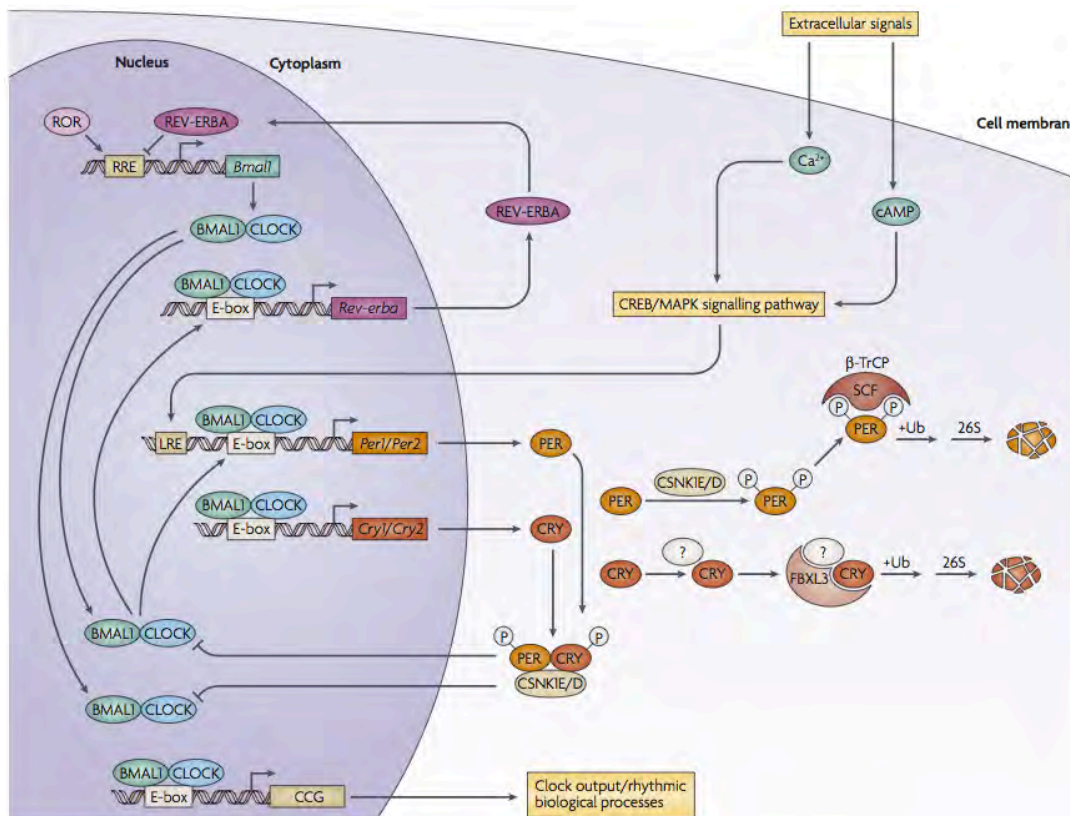 Extracellular signals
Nucleus
Cytoplasm
Cell membran
ROR
REV-ERBA
RRE
Bmal1
Ca²⁺
BMAL1 CLOCK
REV-ERBA
cAMP
BMAL1 CLOCK
E-box
Rev-erba
CREB/MAPK signalling pathway
β-TrCP
SCF
P P
PER
+Ub
26S
BMAL1 CLOCK
LRE
E-box
Per1/Per2
PER
CSNKIE/D
P P
PER
PER
BMAL1 CLOCK
E-box
Cry1/Cry2
CRY
?
?
CRY
CRY
FBXL3
CRY
+Ub
26S
BMAL1 CLOCK
P
P
PER CRY
CSNKIE/D
BMAL1 CLOCK
BMAL1 CLOCK
E-box
CCG
Clock output/rhythmic
biological processes